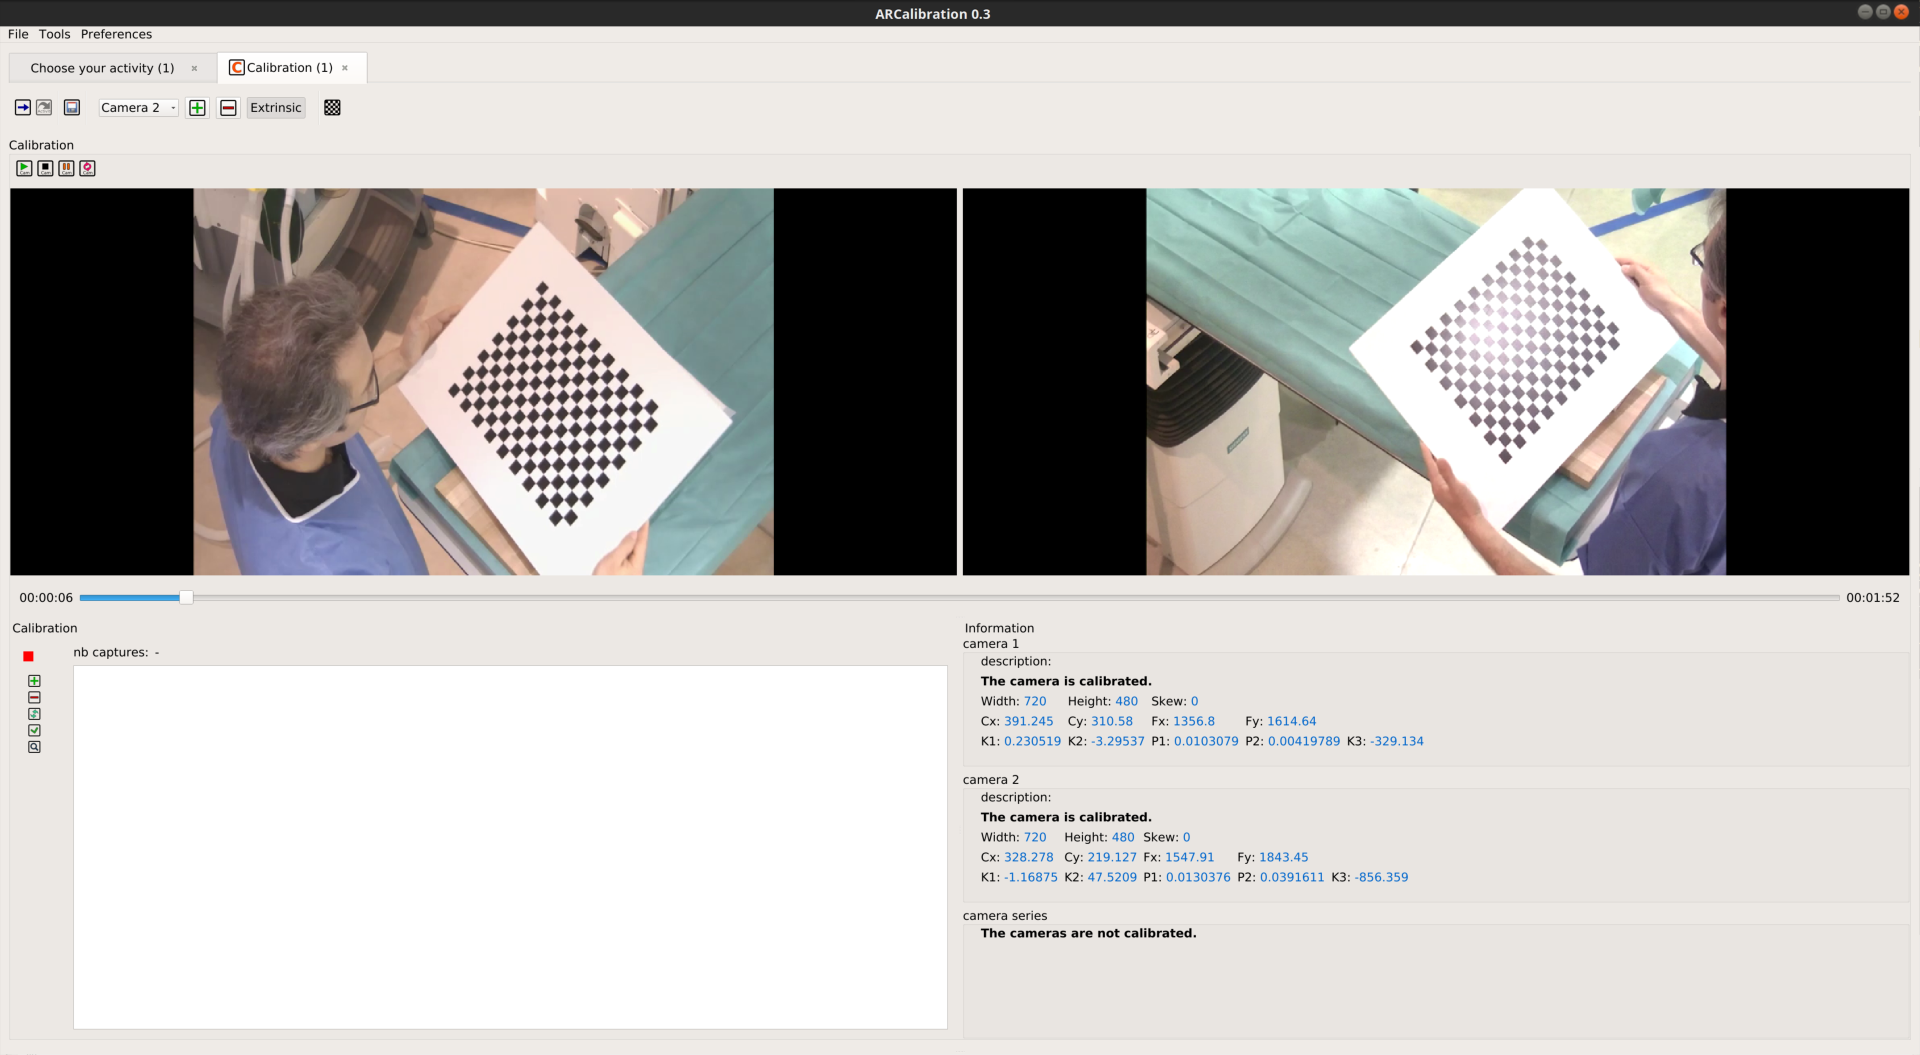 ARCalibration 0.3
File Tools Preferences
Choose your activity (1) Calibration (1)
Camera 2 Extrinsic
Calibration
00:00:06 00:01:52
Calibration
nb captures: -
Information
camera 1
description:
The camera is calibrated.
Width: 720 Height: 480 Skew: 0
Cx: 391.245 Cy: 310.58 Fx: 1356.8 Fy: 1614.64
K1: 0.230519 K2: -3.29537 P1: 0.0103079 P2: 0.00419789 K3: -329.134
camera 2
description:
The camera is calibrated.
Width: 720 Height: 480 Skew: 0
Cx: 328.278 Cy: 219.127 Fx: 1547.91 Fy: 1843.45
K1: -1.16875 K2: 47.5209 P1: 0.0130376 P2: 0.0391611 K3: -856.359
camera series
The cameras are not calibrated.